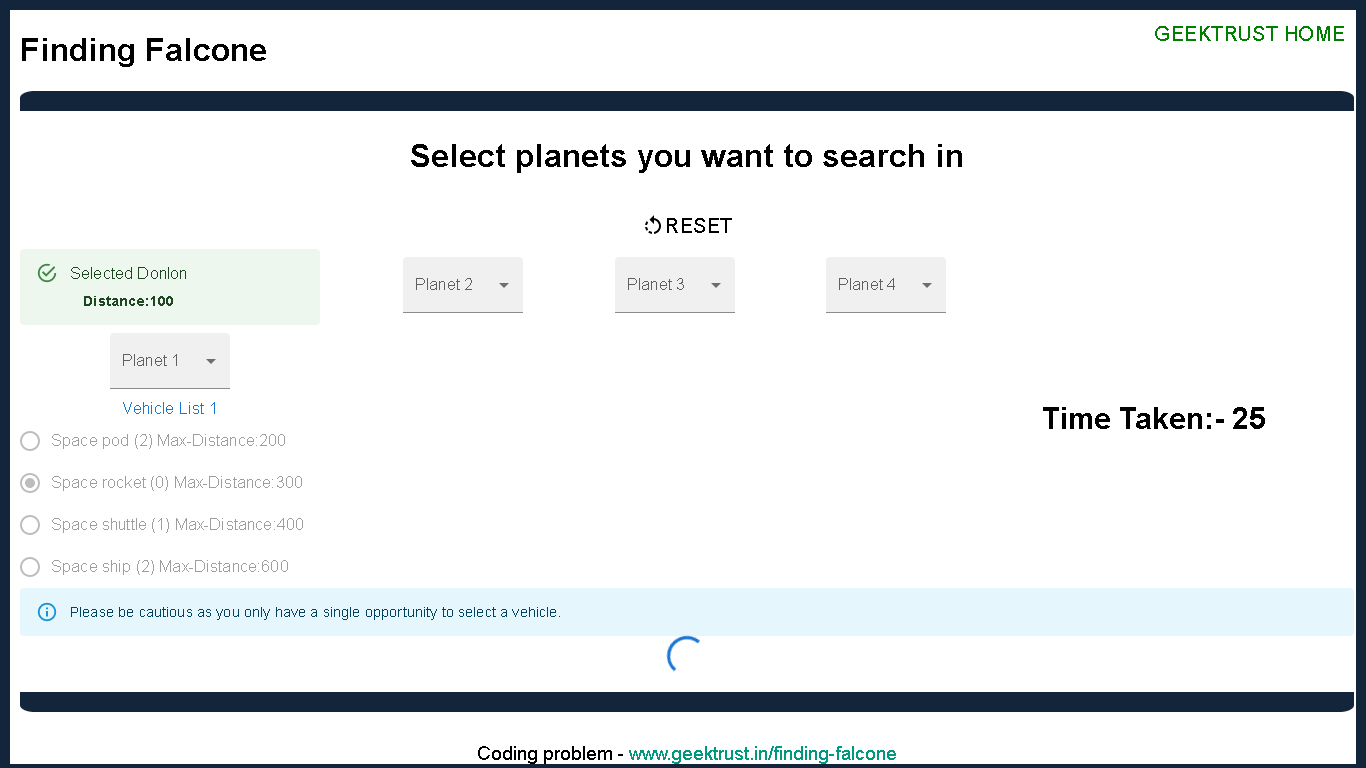 Finding Falcone
GEEKTRUST HOME
Select planets you want to search in
RESET
Selected Donlon
Distance:100
Planet 1
Vehicle List 1
Space pod (2) Max-Distance:200
Space rocket (0) Max-Distance:300
Space shuttle (1) Max-Distance:400
Space ship (2) Max-Distance:600
Planet 2
Planet 3
Planet 4
Time Taken:- 25
Please be cautious as you only have a single opportunity to select a vehicle.
Coding problem - www.geektrust.in/finding-falcone